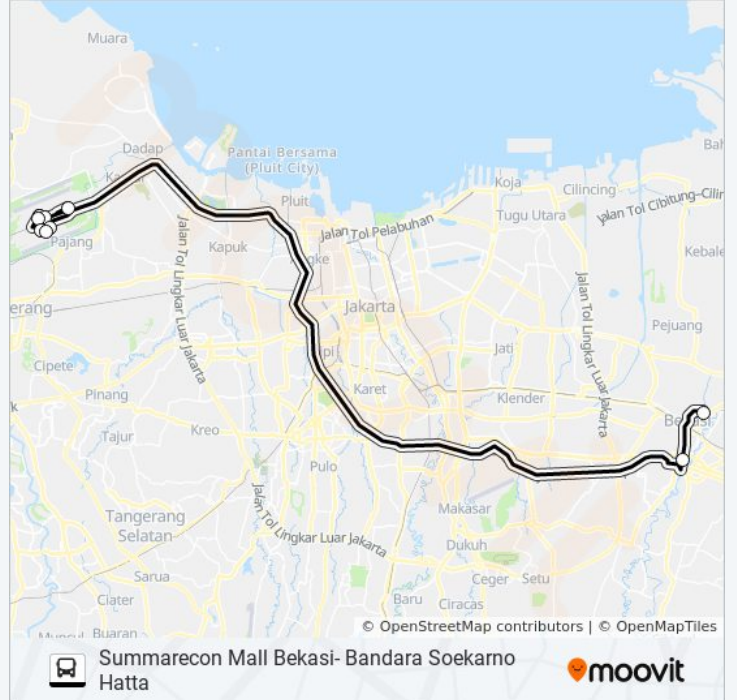 Muara
Dadap
Pantai Bersama
(Pluit City)
Koja
Cilincing
Pluit
Tugu Utara
Jalan Tol Cibitung-Cilin
Jalan Tol Pelabuhan
Pajang
Kapuk
Kebale
Jalan Tol Lingkar Luar Jakarta
Jalan Tol Lingkar Luar Jakarta
erang
Jakarta
Pejuang
Jati
Cipete
Karet
Pinang
Klender
Tajur
Kreo
Pulo
Makasar
Jalan Tol Lingkar Luar Jakarta
Tangerang
Selatan
Dukuh
Sarua
Ceger
Setu
Ciater
Baru
Ciracas
Buaran
© OpenStreetMap contributors | © OpenMapTiles
Summarecon Mall Bekasi- Bandara Soekarno
Hatta
moovit